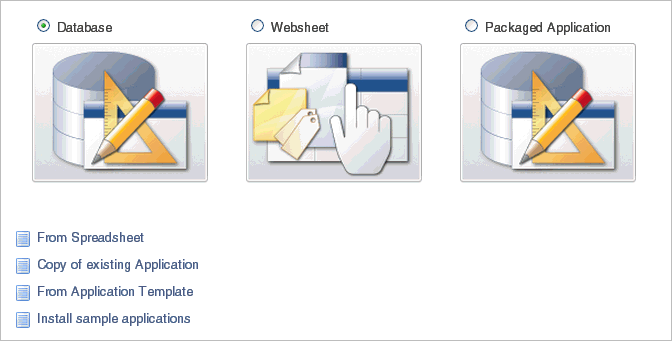 Database Websheet Packaged Application
From Spreadsheet
Copy of existing Application
From Application Template
Install sample applications